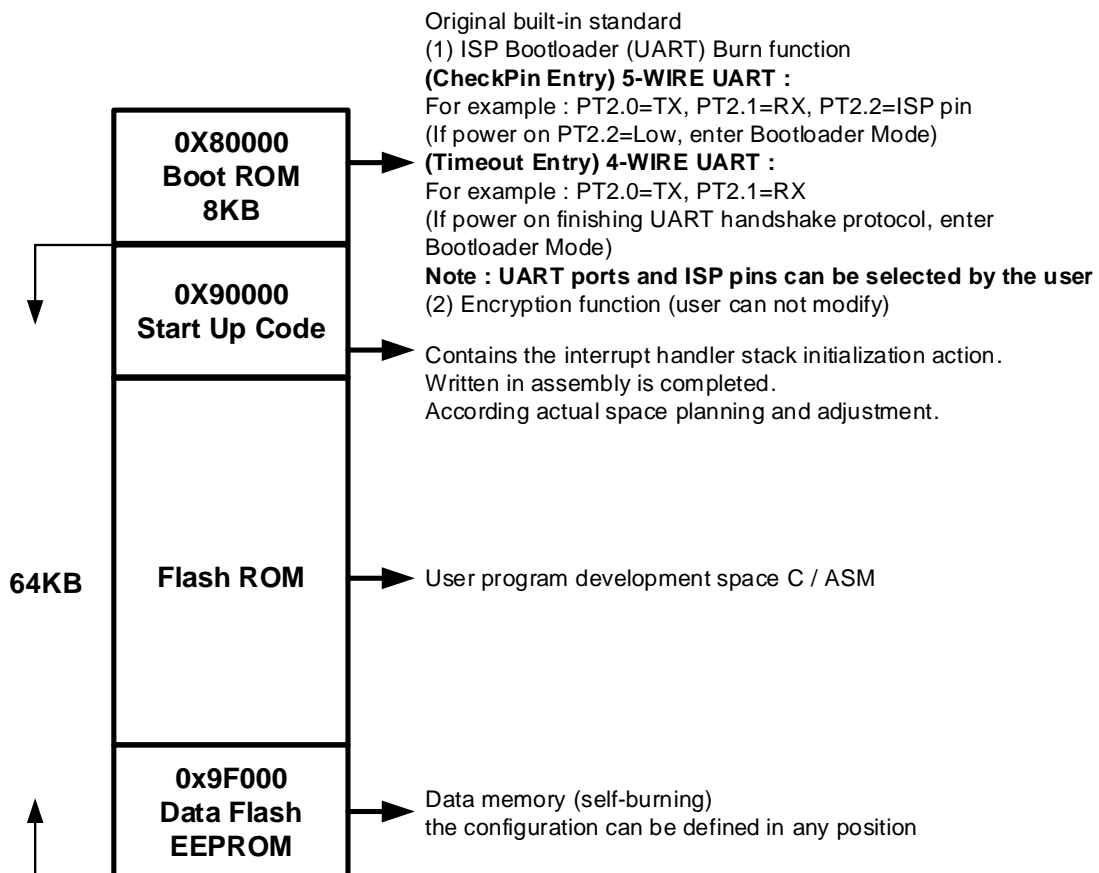 Original built-in standard
(1) ISP Bootloader (UART) Burn function
(CheckPin Entry) 5-WIRE UART :
For example : PT2.0=TX, PT2.1=RX, PT2.2=ISP pin
(If power on PT2.2=Low, enter Bootloader Mode)
(Timeout Entry) 4-WIRE UART :
For example : PT2.0=TX, PT2.1=RX
(If power on finishing UART handshake protocol, enter
Bootloader Mode)
Note : UART ports and ISP pins can be selected by the user
(2) Encryption function (user can not modify)
0X80000
Boot ROM
8KB
0X90000
Start Up Code
Contains the interrupt handler stack initialization action.
Written in assembly is completed.
According actual space planning and adjustment.
64KB
Flash ROM
User program development space C / ASM
0x9F000
Data Flash
EEPROM
Data memory (self-burning)
the configuration can be defined in any position